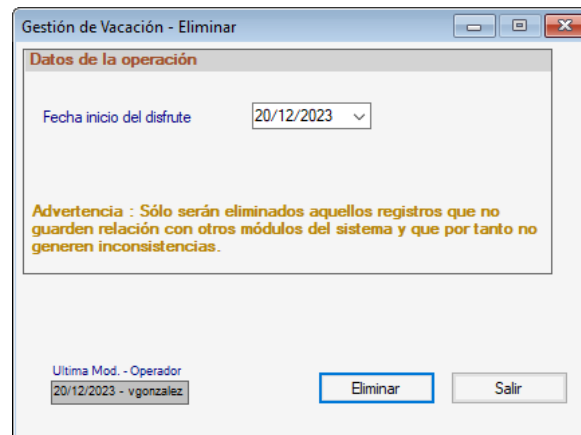 Gestión de Vacación - Eliminar
Datos de la operación
Fecha inicio del disfrute 20/12/2023
Advertencia : Sólo serán eliminados aquellos registros que no
guarden relación con otros módulos del sistema y que por tanto no
generen inconsistencias.
Ultima Mod. - Operador
20/12/2023 - vgonzalez
Eliminar
Salir